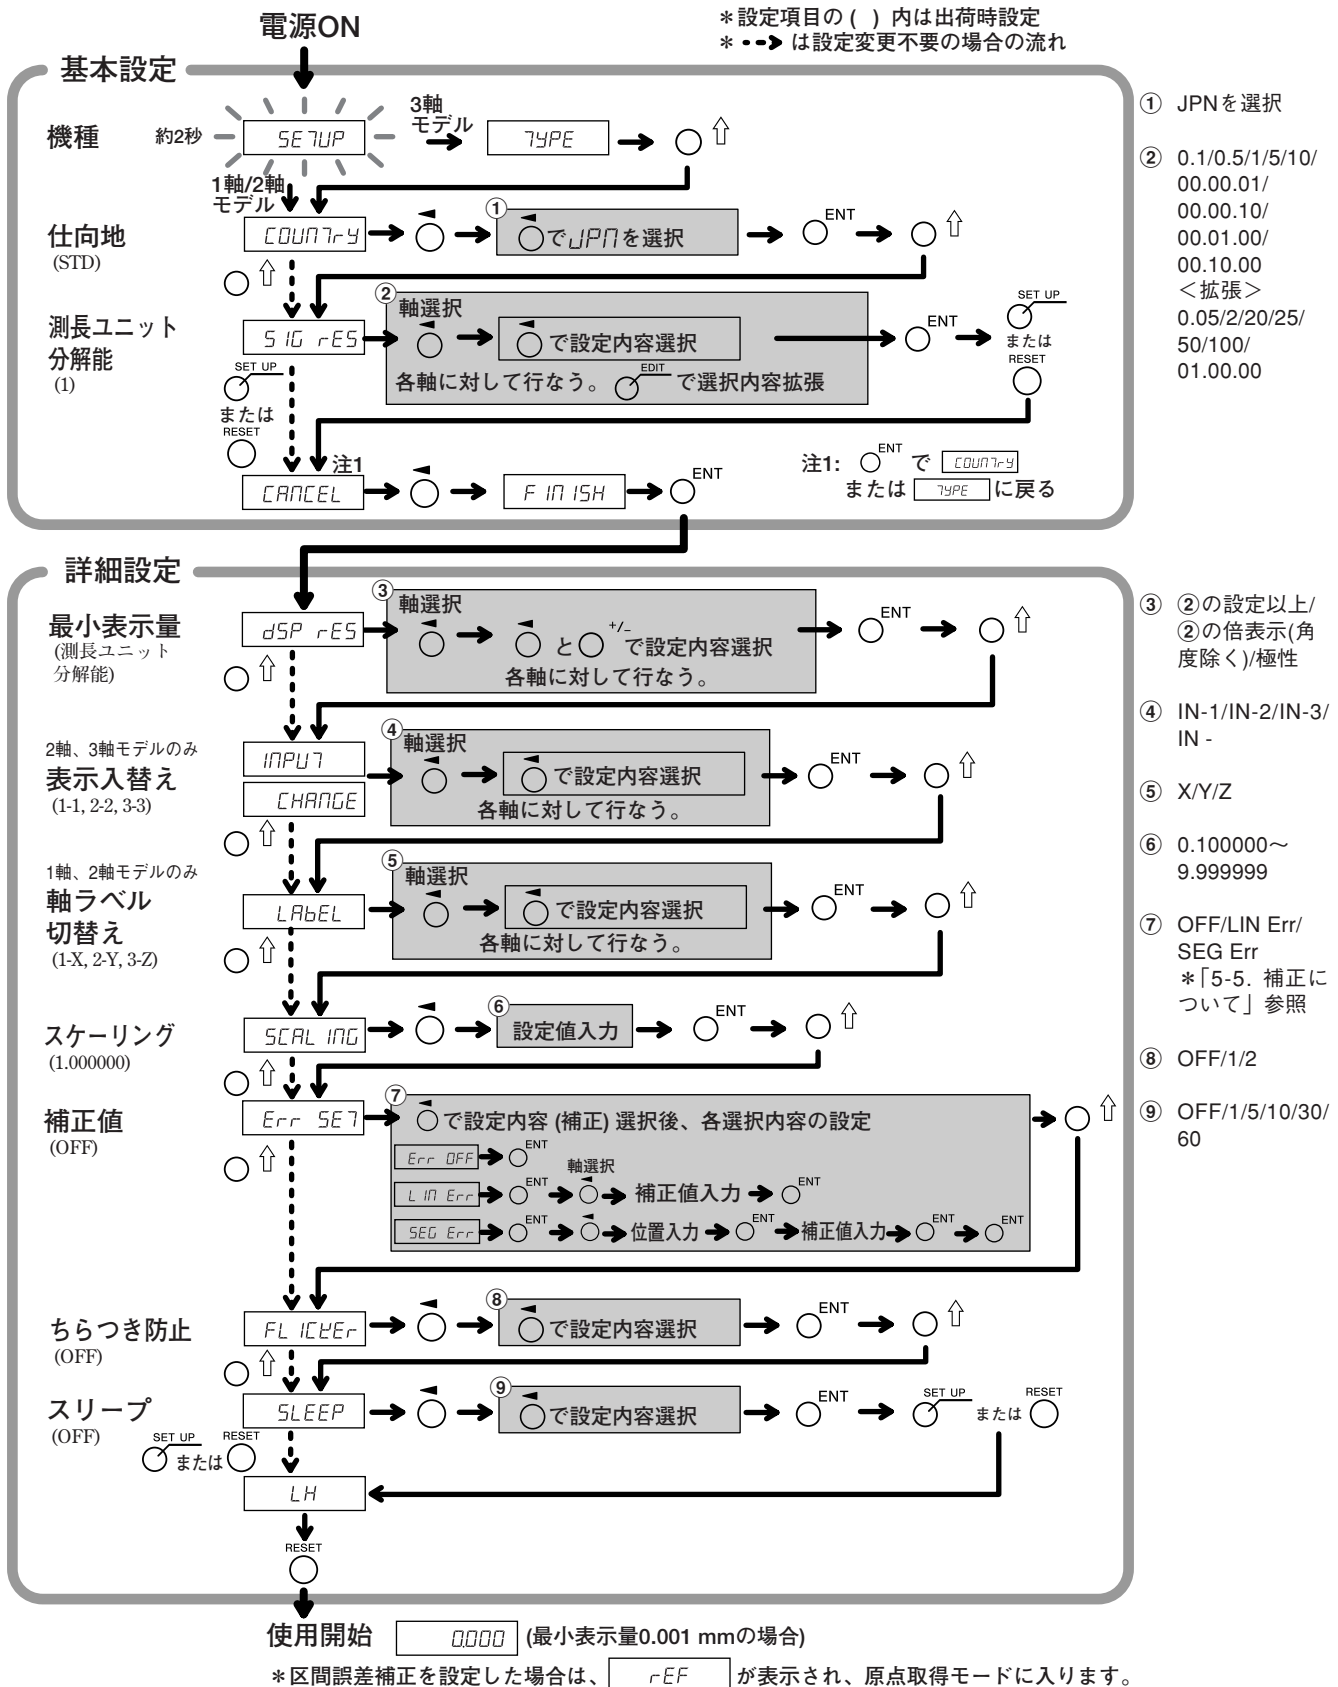 電源ON
＊設定項目の ( ) 内は出荷時設定
＊ は設定変更不要の場合の流れ
基本設定
機種
約2秒
SETUP
3軸
モデル
TYPE
1軸/2軸
モデル
仕向地
(STD)
COUNTrY
① でJPNを選択
ENT
測長ユニット
分解能
(1)
SIG rES
② 軸選択
で設定内容選択
各軸に対して行なう。 EDIT で選択内容拡張
ENT
SET UP
または
RESET
SET UP
または
RESET
注1
CANCEL
FINISH
ENT
注1: ENT で COUNTrY
または TYPE に戻る
① JPNを選択
② 0.1/0.5/1/5/10/
00.00.01/
00.00.10/
00.01.00/
00.10.00
＜拡張＞
0.05/2/20/25/
50/100/
01.00.00
詳細設定
最小表示量
(測長ユニット
分解能)
dSP rES
③ 軸選択
と +/- で設定内容選択
各軸に対して行なう。
ENT
2軸、3軸モデルのみ
表示入替え
(1-1, 2-2, 3-3)
INPUT
CHANGE
④ 軸選択
で設定内容選択
各軸に対して行なう。
ENT
1軸、2軸モデルのみ
軸ラベル
切替え
(1-X, 2-Y, 3-Z)
LAbEL
⑤ 軸選択
で設定内容選択
各軸に対して行なう。
ENT
スケーリング
(1.000000)
SCALING
⑥ 設定値入力
ENT
補正値
(OFF)
Err SET
⑦ で設定内容 (補正) 選択後、各選択内容の設定
Err OFF ENT
LIN Err ENT 軸選択 補正値入力 ENT
SEG Err ENT 位置入力 ENT 補正値入力 ENT ENT
ちらつき防止
(OFF)
FLICKEr
⑧ で設定内容選択
ENT
スリープ
(OFF)
SLEEP
⑨ で設定内容選択
ENT
SET UP または RESET
SET UP または RESET
LH
RESET
③ ②の設定以上/
②の倍表示(角
度除く)/極性
④ IN-1/IN-2/IN-3/
IN -
⑤ X/Y/Z
⑥ 0.100000～
9.999999
⑦ OFF/LIN Err/
SEG Err
＊「5-5. 補正に
ついて」参照
⑧ OFF/1/2
⑨ OFF/1/5/10/30/
60
使用開始 0.000 (最小表示量0.001 mmの場合)
＊区間誤差補正を設定した場合は、 rEF が表示され、原点取得モードに入ります。